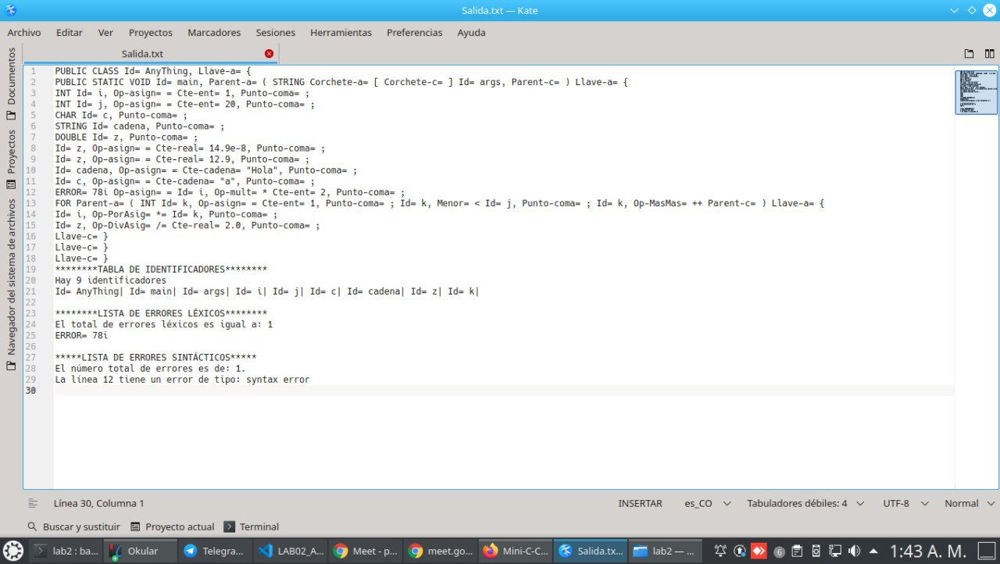 Salida.txt — Kate
Archivo Editar Ver Proyectos Marcadores Sesiones Herramientas Preferencias Ayuda
Salida.txt
Documentos
Proyectos
Navegador del sistema de archivos
1 PUBLIC CLASS Id= AnyThing, Llave-a= {
2 PUBLIC STATIC VOID Id= main, Parent-a= ( STRING Corchete-a= [ Corchete-c= ] Id= args, Parent-c= ) Llave-a= {
3 INT Id= i, Op-asign= = Cte-ent= 1, Punto-coma= ;
4 INT Id= j, Op-asign= = Cte-ent= 20, Punto-coma= ;
5 CHAR Id= c, Punto-coma= ;
6 STRING Id= cadena, Punto-coma= ;
7 DOUBLE Id= z, Punto-coma= ;
8 Id= z, Op-asign= = Cte-real= 14.9e-8, Punto-coma= ;
9 Id= z, Op-asign= = Cte-real= 12.9, Punto-coma= ;
10 Id= cadena, Op-asign= = Cte-cadena= "Hola", Punto-coma= ;
11 Id= c, Op-asign= = Cte-cadena= "a", Punto-coma= ;
12 ERROR= 78i Op-asign= = Id= i, Op-mult= * Cte-ent= 2, Punto-coma= ;
13 FOR Parent-a= ( INT Id= k, Op-asign= = Cte-ent= 1, Punto-coma= ; Id= k, Menor= < Id= j, Punto-coma= ; Id= k, Op-MasMas= ++ Parent-c= ) Llave-a= {
14 Id= i, Op-PorAsig= *= Id= k, Punto-coma= ;
15 Id= z, Op-DivAsig= /= Cte-real= 2.0, Punto-coma= ;
16 Llave-c= }
17 Llave-c= }
18 Llave-c= }
19 ********TABLA DE IDENTIFICADORES********
20 Hay 9 identificadores
21 Id= AnyThing| Id= main| Id= args| Id= i| Id= j| Id= c| Id= cadena| Id= z| Id= k|
22
23 ********LISTA DE ERRORES LÉXICOS********
24 El total de errores léxicos es igual a: 1
25 ERROR= 78i
26
27 *****LISTA DE ERRORES SINTÁCTICOS*****
28 El número total de errores es de: 1.
29 La línea 12 tiene un error de tipo: syntax error
30
Línea 30, Columna 1 INSERTAR es_CO Tabuladores débiles: 4 UTF-8 Normal
Buscar y sustituir Proyecto actual Terminal
lab2 : ba... Okular Telegra... LAB02_A... Meet - p... meet.go... Mini-C-C... Salida.tx... lab2 — ... 6 1:43 A. M.